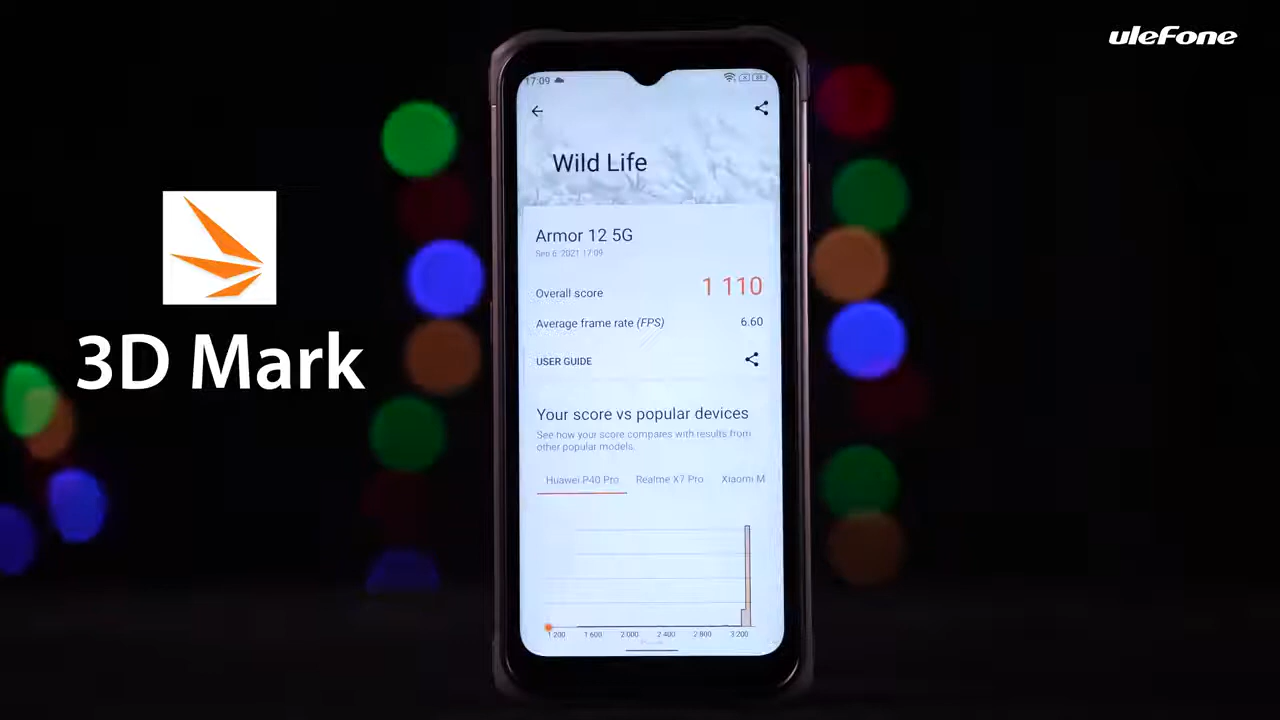 uleFone
17:09
Wild Life
Armor 12 5G
Sep 6, 2021 17:09
Overall score 1 110
Average frame rate (FPS) 6.60
USER GUIDE
3D Mark
Your score vs popular devices
See how your score compares with results from
other popular models.
Huawei P40 Pro Realme X7 Pro Xiaomi M
1 200 1 600 2 000 2 400 2 800 3 200